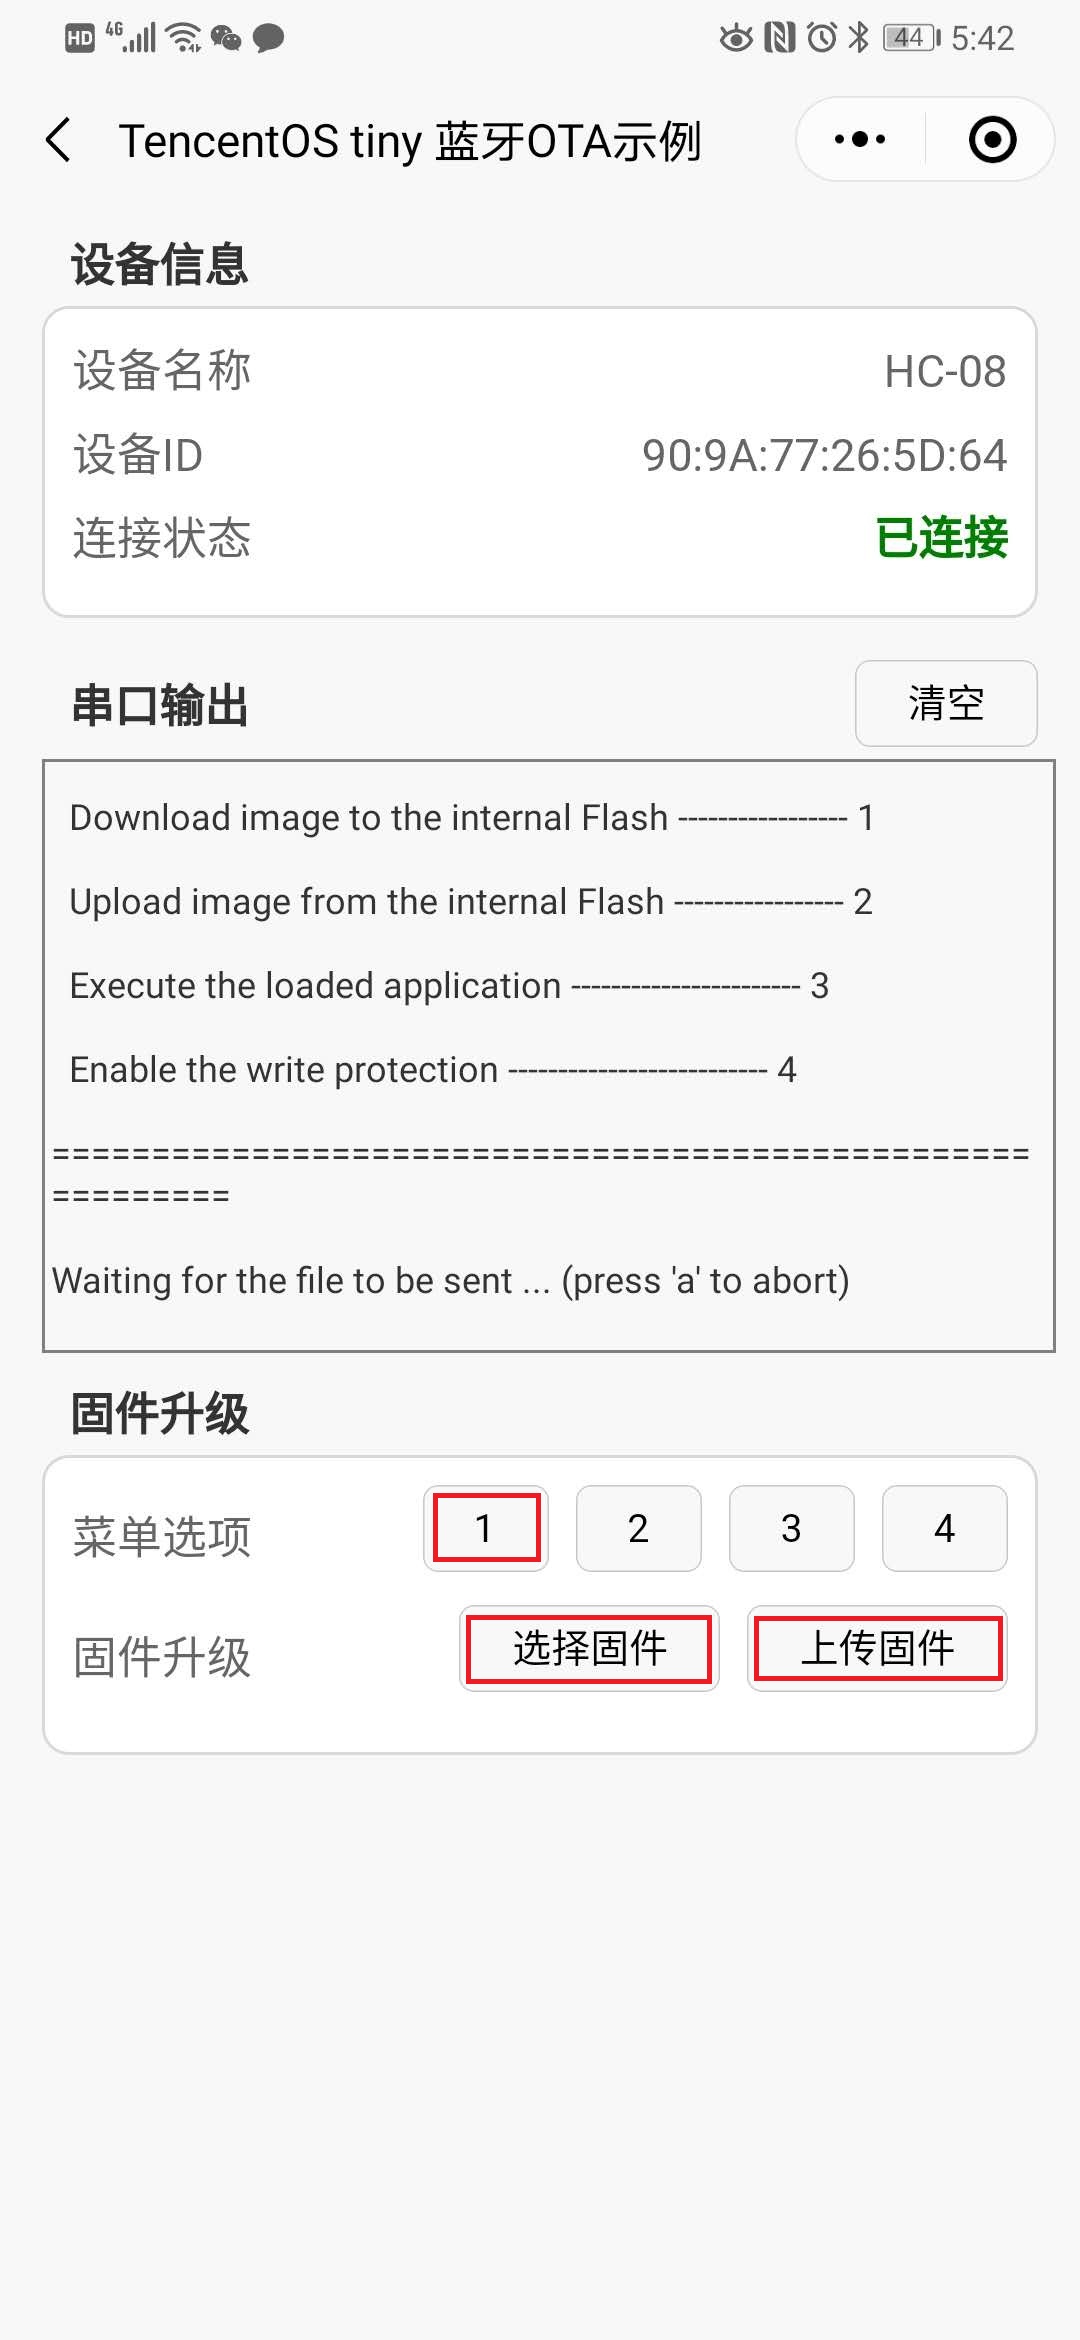 HD 4G 44 5:42
TencentOS tiny 蓝牙OTA示例
设备信息
设备名称 HC-08
设备ID 90:9A:77:26:5D:64
连接状态 已连接
串口输出 清空
Download image to the internal Flash ----------------- 1
Upload image from the internal Flash ----------------- 2
Execute the loaded application ----------------------- 3
Enable the write protection -------------------------- 4
=================================================
=========
Waiting for the file to be sent ... (press 'a' to abort)
固件升级
菜单选项 1 2 3 4
固件升级 选择固件 上传固件